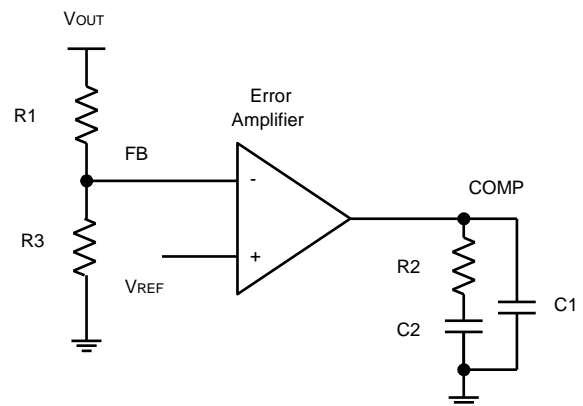 VOUT
R1
Error
Amplifier
FB
-
COMP
R3
+
R2
VREF
C1
C2